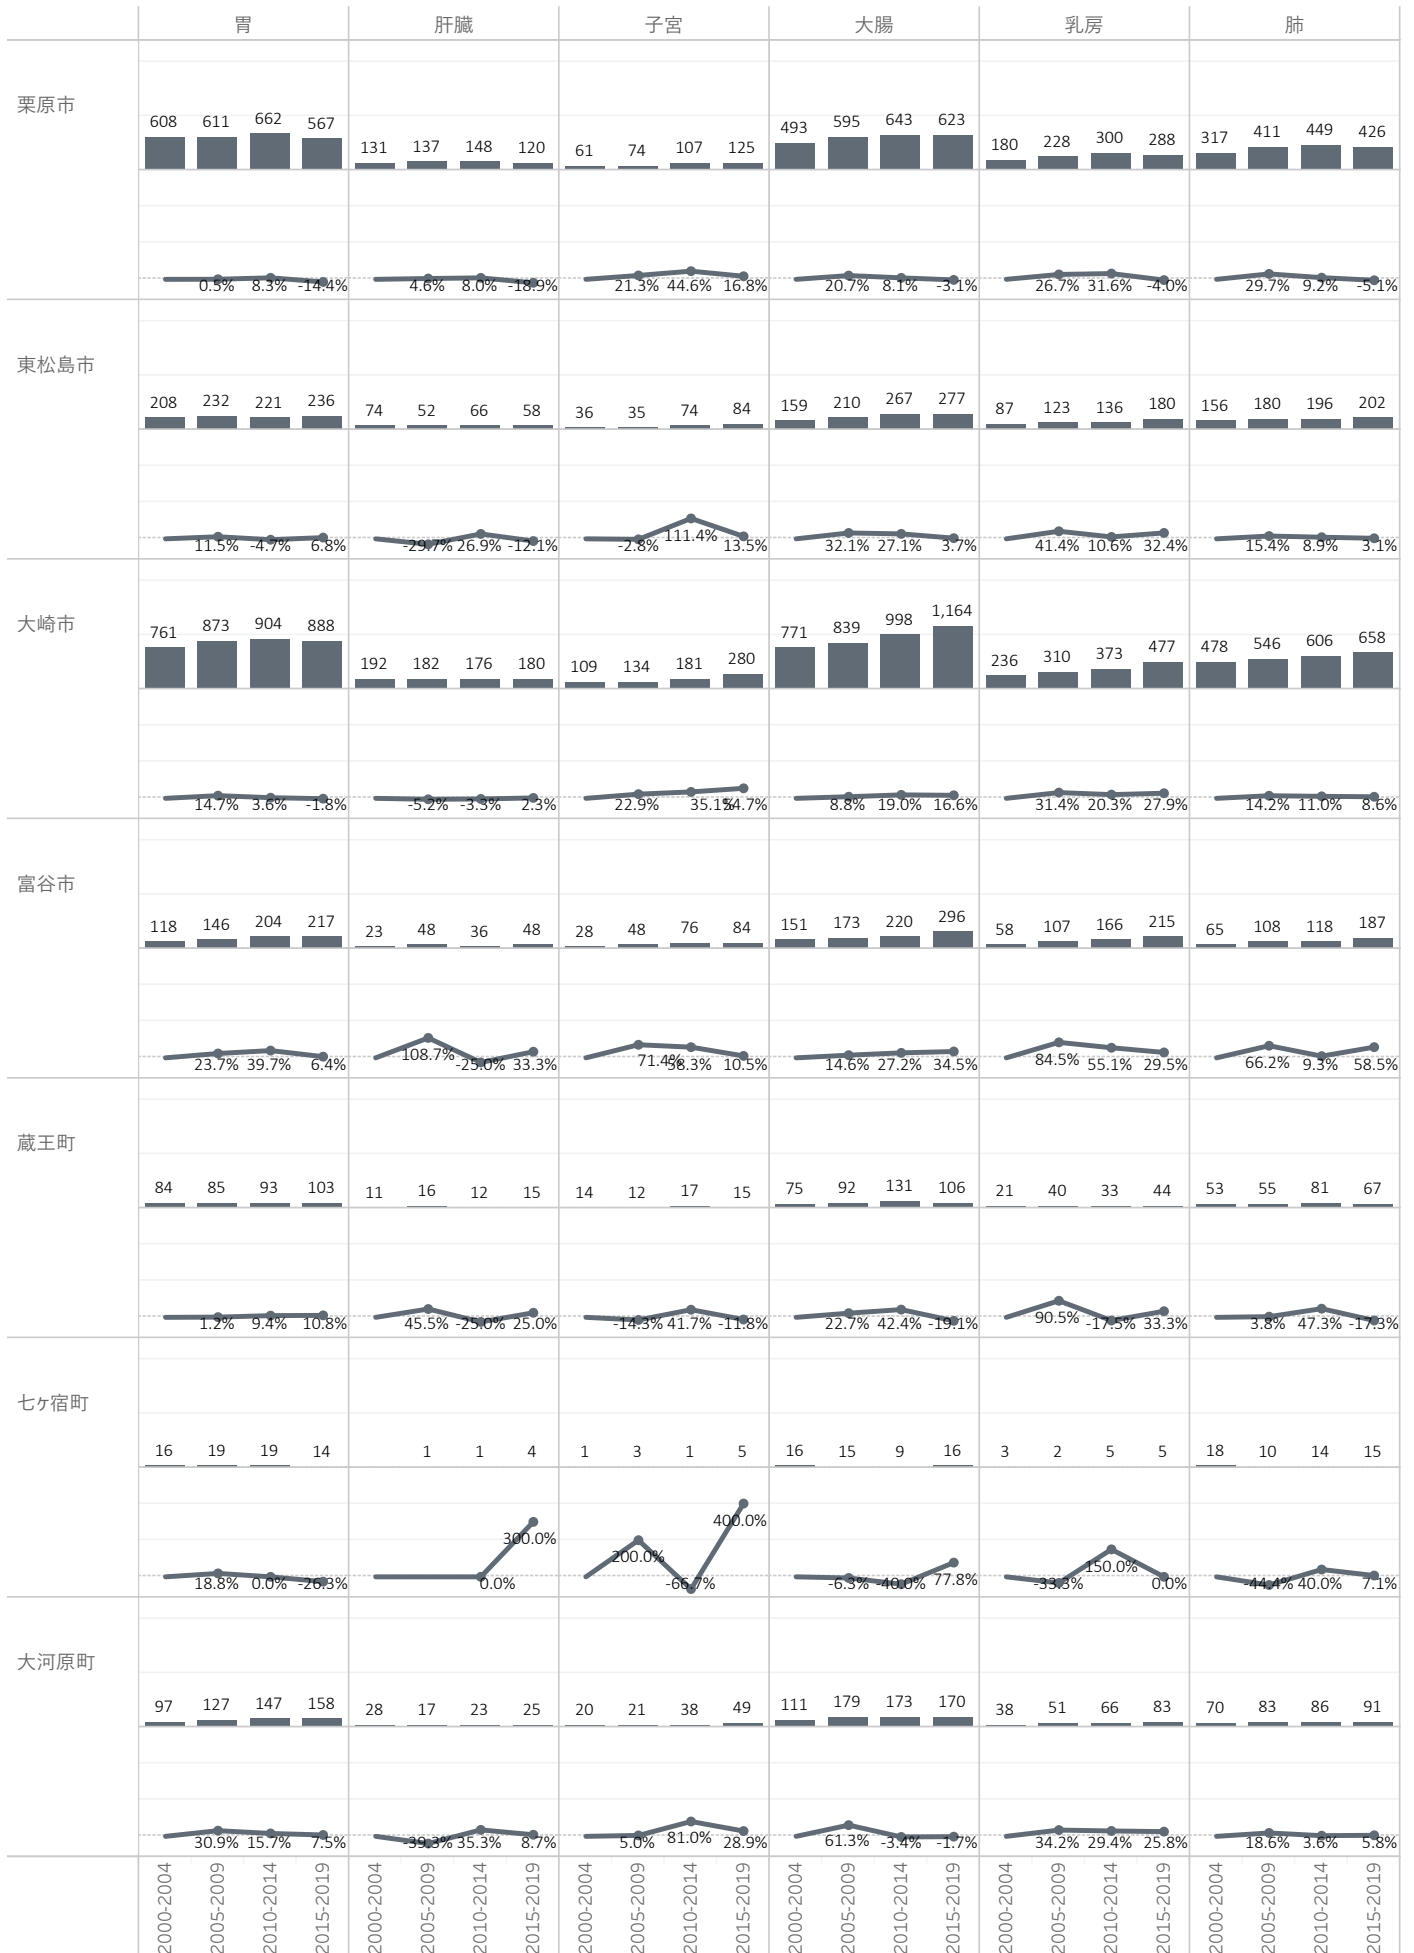 胃 肝臓 子宮 大腸 乳房 肺
栗原市
608 611 662 567 131 137 148 120 61 74 107 125 493 595 643 623 180 228 300 288 317 411 449 426
0.5% 8.3% -14.4% 4.6% 8.0% -18.9% 21.3% 44.6% 16.8% 20.7% 8.1% -3.1% 26.7% 31.6% -4.0% 29.7% 9.2% -5.1%
東松島市
208 232 221 236 74 52 66 58 36 35 74 84 159 210 267 277 87 123 136 180 156 180 196 202
11.5% -4.7% 6.8% -29.7% 26.9% -12.1% -2.8% 111.4% 13.5% 32.1% 27.1% 3.7% 41.4% 10.6% 32.4% 15.4% 8.9% 3.1%
大崎市
761 873 904 888 192 182 176 180 109 134 181 280 771 839 998 1,164 236 310 373 477 478 546 606 658
14.7% 3.6% -1.8% -5.2% -3.3% 2.3% 22.9% 35.1% 54.7% 8.8% 19.0% 16.6% 31.4% 20.3% 27.9% 14.2% 11.0% 8.6%
富谷市
118 146 204 217 23 48 36 48 28 48 76 84 151 173 220 296 58 107 166 215 65 108 118 187
23.7% 39.7% 6.4% 108.7% -25.0% 33.3% 71.4% 58.3% 10.5% 14.6% 27.2% 34.5% 84.5% 55.1% 29.5% 66.2% 9.3% 58.5%
蔵王町
84 85 93 103 11 16 12 15 14 12 17 15 75 92 131 106 21 40 33 44 53 55 81 67
1.2% 9.4% 10.8% 45.5% -25.0% 25.0% -14.3% 41.7% -11.8% 22.7% 42.4% -19.1% 90.5% -17.5% 33.3% 3.8% 47.3% -17.3%
七ヶ宿町
16 19 19 14 1 1 4 1 3 1 5 16 15 9 16 3 2 5 5 18 10 14 15
18.8% 0.0% -26.3% 0.0% 300.0% 200.0% -66.7% 400.0% -6.3% -40.0% 77.8% -33.3% 150.0% 0.0% -44.4% 40.0% 7.1%
大河原町
97 127 147 158 28 17 23 25 20 21 38 49 111 179 173 170 38 51 66 83 70 83 86 91
30.9% 15.7% 7.5% -39.3% 35.3% 8.7% 5.0% 81.0% 28.9% 61.3% -3.4% -1.7% 34.2% 29.4% 25.8% 18.6% 3.6% 5.8%
2000-2004 2005-2009 2010-2014 2015-2019 2000-2004 2005-2009 2010-2014 2015-2019 2000-2004 2005-2009 2010-2014 2015-2019 2000-2004 2005-2009 2010-2014 2015-2019 2000-2004 2005-2009 2010-2014 2015-2019 2000-2004 2005-2009 2010-2014 2015-2019